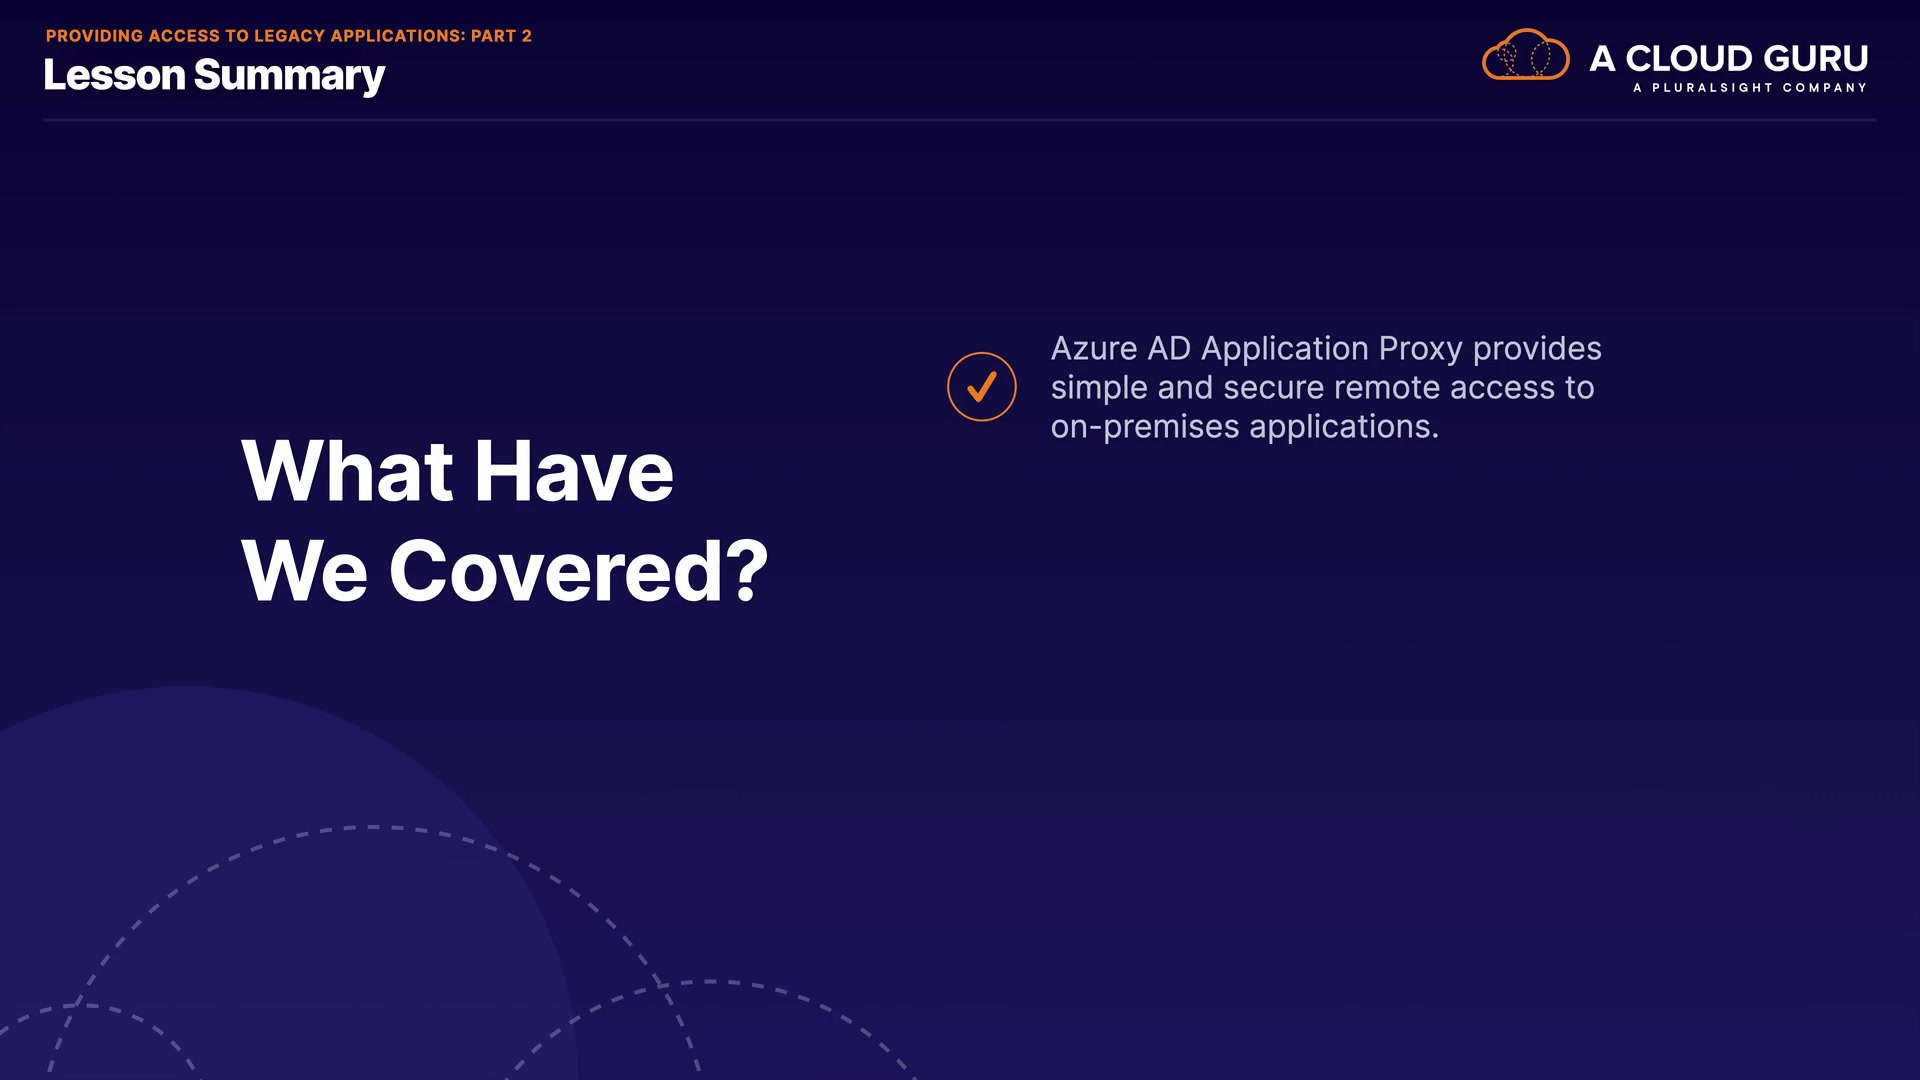 PROVIDING ACCESS TO LEGACY APPLICATIONS: PART 2
Lesson Summary
A CLOUD GURU
A PLURALSIGHT COMPANY
What Have
We Covered?
Azure AD Application Proxy provides
simple and secure remote access to
on-premises applications.